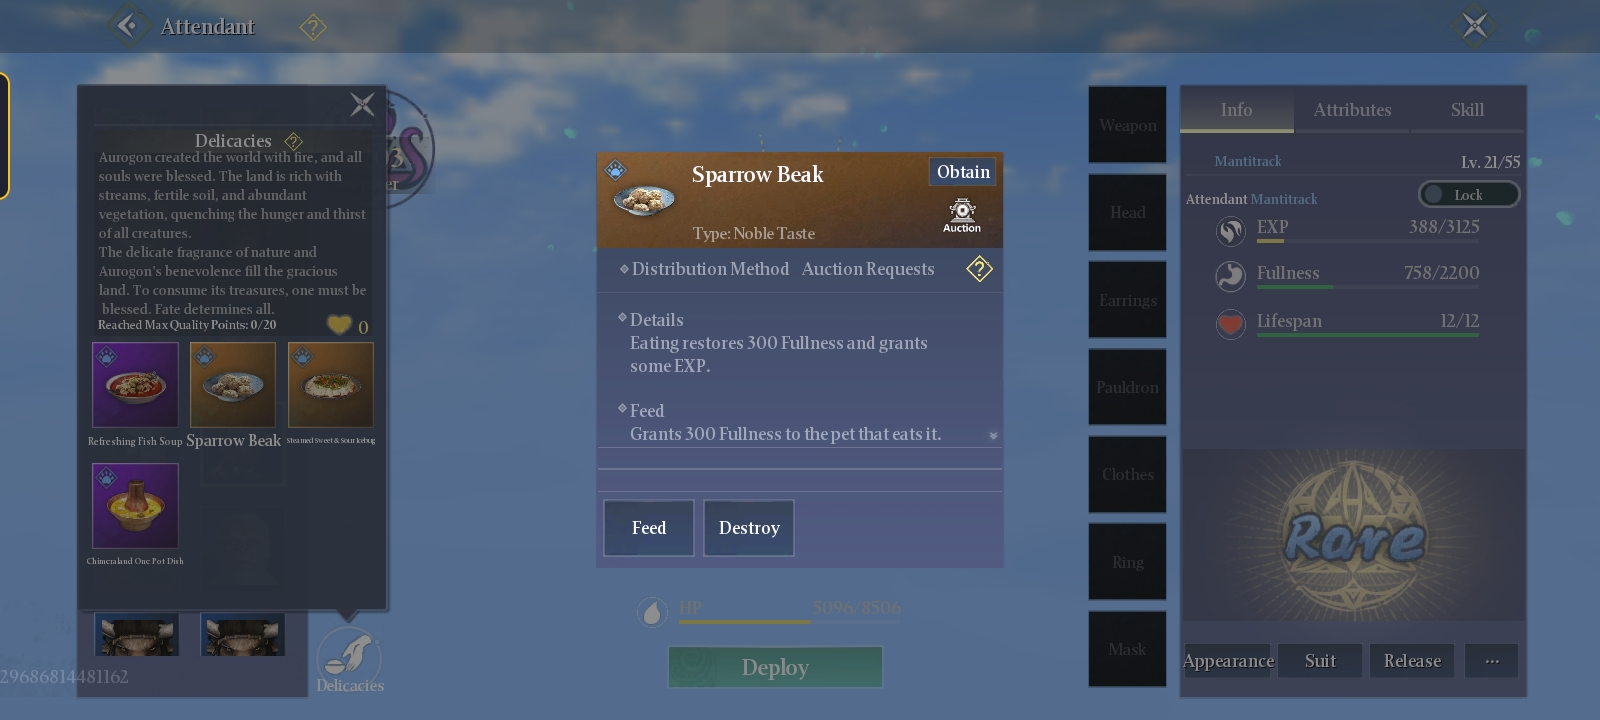 Attendant
Delicacies
Aurogon created the world with fire, and all
souls were blessed. The land is rich with
streams, fertile soil, and abundant
vegetation, quenching the hunger and thirst
of all creatures.
The delicate fragrance of nature and
Aurogon's benevolence fill the gracious
land. To consume its treasures, one must be
blessed. Fate determines all.
Reached Max Quality Points: 0/20
0
Refreshing Fish Soup
Sparrow Beak
Steamed Sweet & Sour Icebug
Chimeraland One Pot Dish
29686814481162
Delicacies
Sparrow Beak
Obtain
Type: Noble Taste
Auction
Distribution Method Auction Requests
Details
Eating restores 300 Fullness and grants
some EXP.
Feed
Grants 300 Fullness to the pet that eats it.
Feed
Destroy
HP 5096/8506
Deploy
Weapon
Head
Earrings
Pauldron
Clothes
Ring
Mask
Info
Attributes
Skill
Mantitrack
Lv. 21/55
Attendant Mantitrack
Lock
EXP 388/3125
Fullness 758/2200
Lifespan 12/12
Rare
Appearance
Suit
Release
...